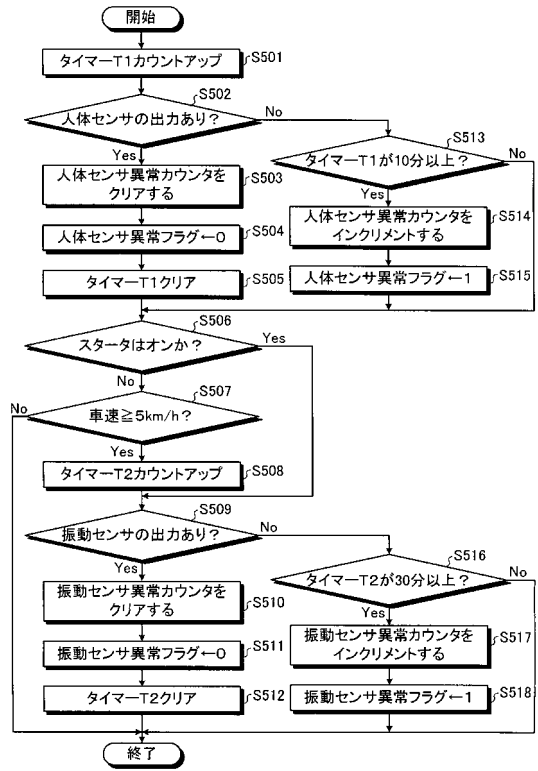 開始
タイマーT1カウントアップ
S501
人体センサの出力あり?
S502
No
Yes
タイマーT1が10分以上?
S513
No
Yes
人体センサ異常カウンタを
クリアする
S503
人体センサ異常カウンタを
インクリメントする
S514
人体センサ異常フラグ←0
S504
人体センサ異常フラグ←1
S515
タイマーT1クリア
S505
スタータはオンか?
S506
Yes
No
車速≧5km/h?
S507
No
Yes
タイマーT2カウントアップ
S508
振動センサの出力あり?
S509
No
Yes
タイマーT2が30分以上?
S516
No
Yes
振動センサ異常カウンタを
クリアする
S510
振動センサ異常カウンタを
インクリメントする
S517
振動センサ異常フラグ←0
S511
振動センサ異常フラグ←1
S518
タイマーT2クリア
S512
終了